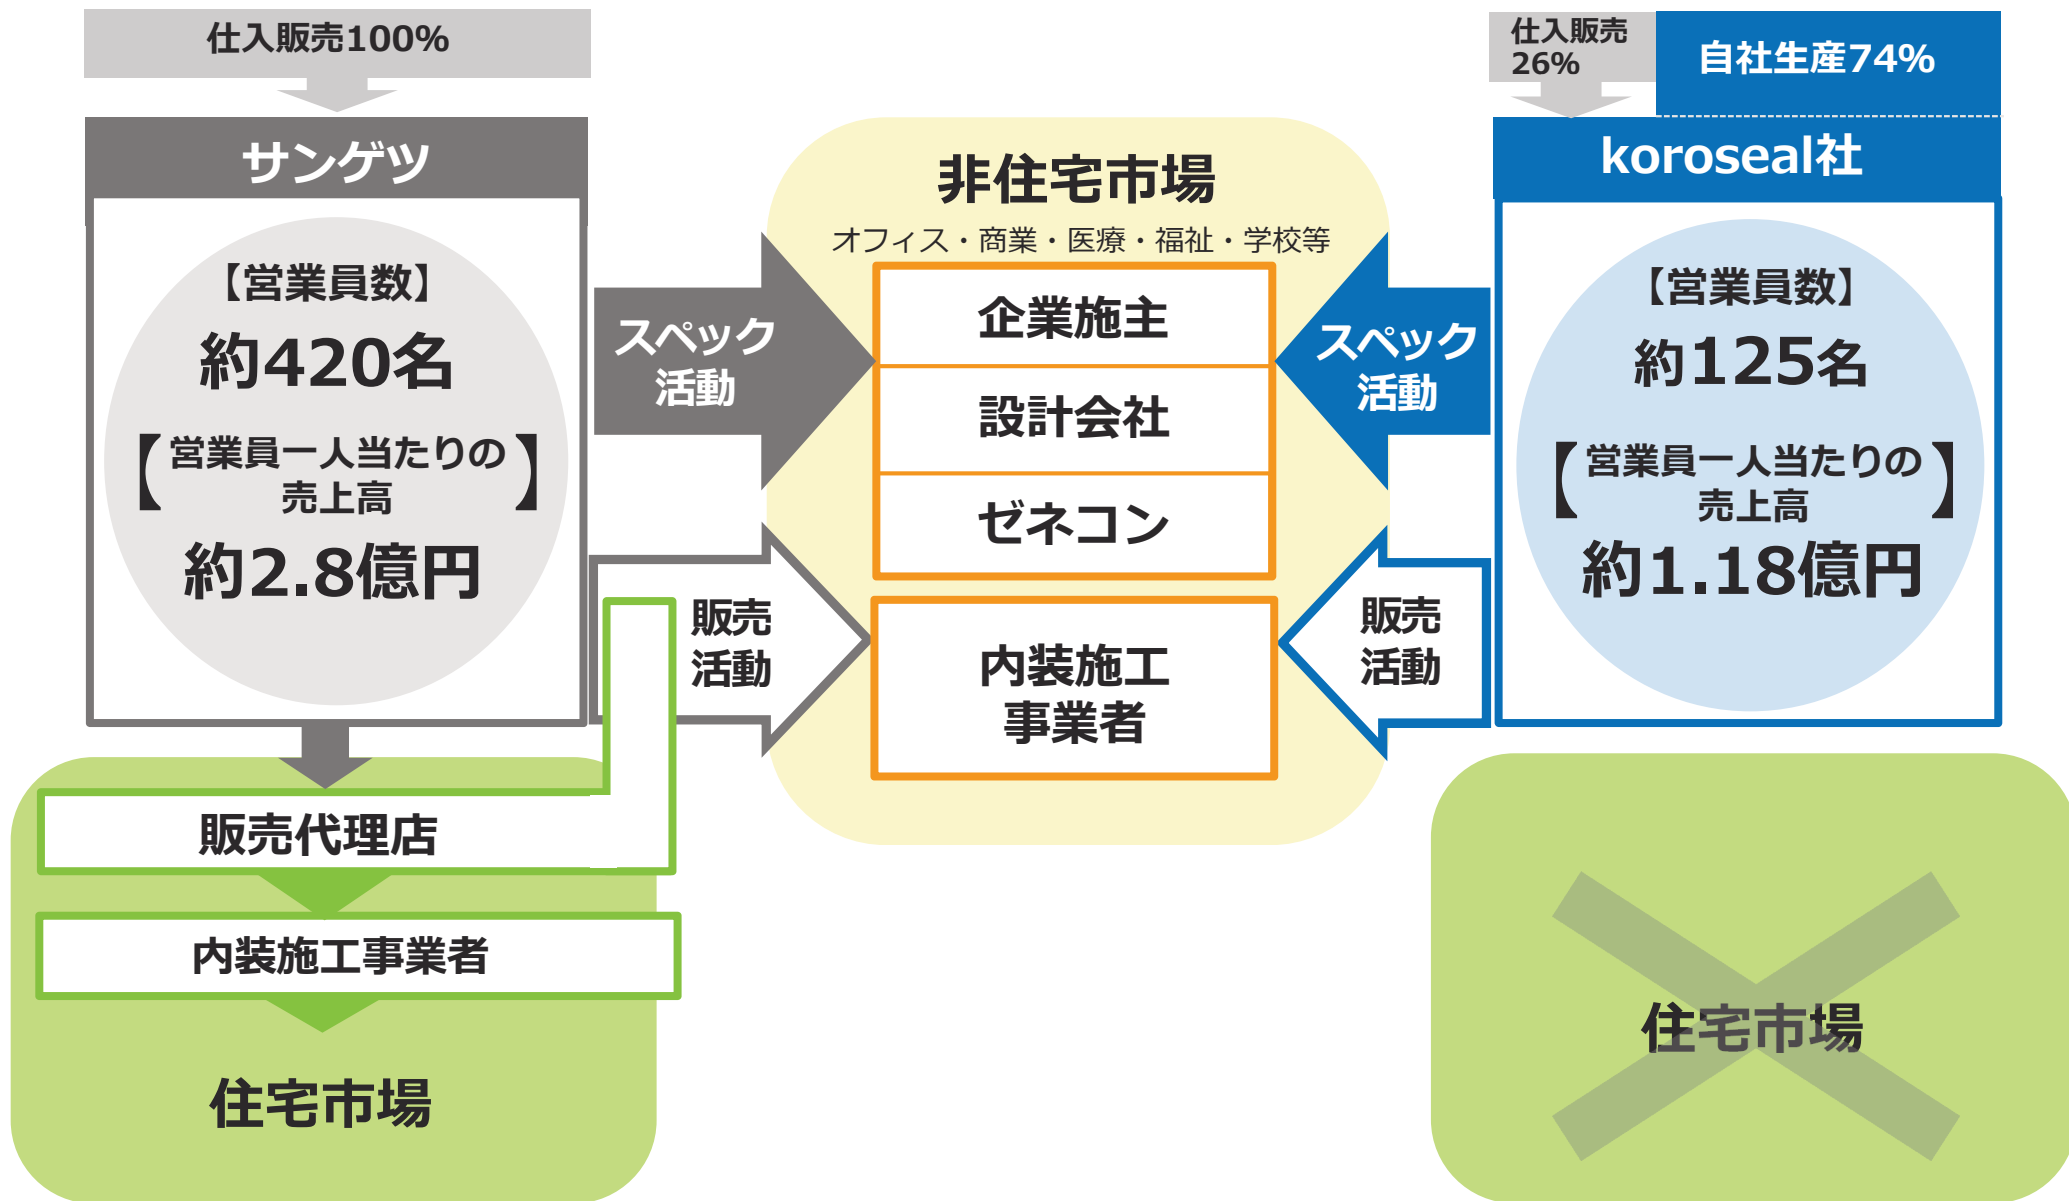 仕入販売100%
サンゲツ
【営業員数】
約420名
【営業員一人当たりの
売上高】
約2.8億円
スペック
活動
販売
活動
販売代理店
内装施工事業者
住宅市場
非住宅市場
オフィス・商業・医療・福祉・学校等
企業施主
設計会社
ゼネコン
内装施工
事業者
スペック
活動
販売
活動
仕入販売
26%
自社生産74%
koroseal社
【営業員数】
約125名
【営業員一人当たりの
売上高】
約1.18億円
住宅市場